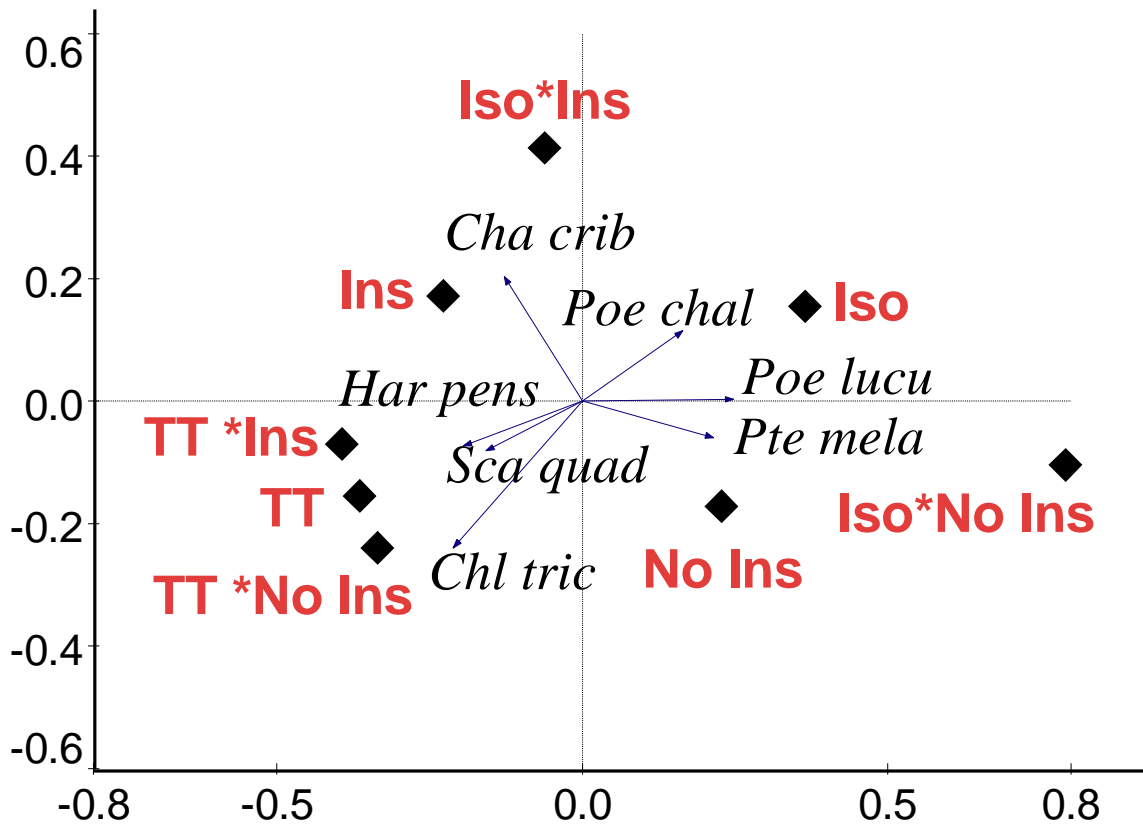 0.6
Iso*Ins
0.4
Cha crib
0.2
Ins
Poe chal
Iso
Har pens
Poe lucu
0.0
TT *Ins
Pte mela
Sca quad
TT
Iso*No Ins
-0.2
Chl tric
No Ins
TT *No Ins
-0.4
-0.6
-0.8 -0.5 0.0 0.5 0.8